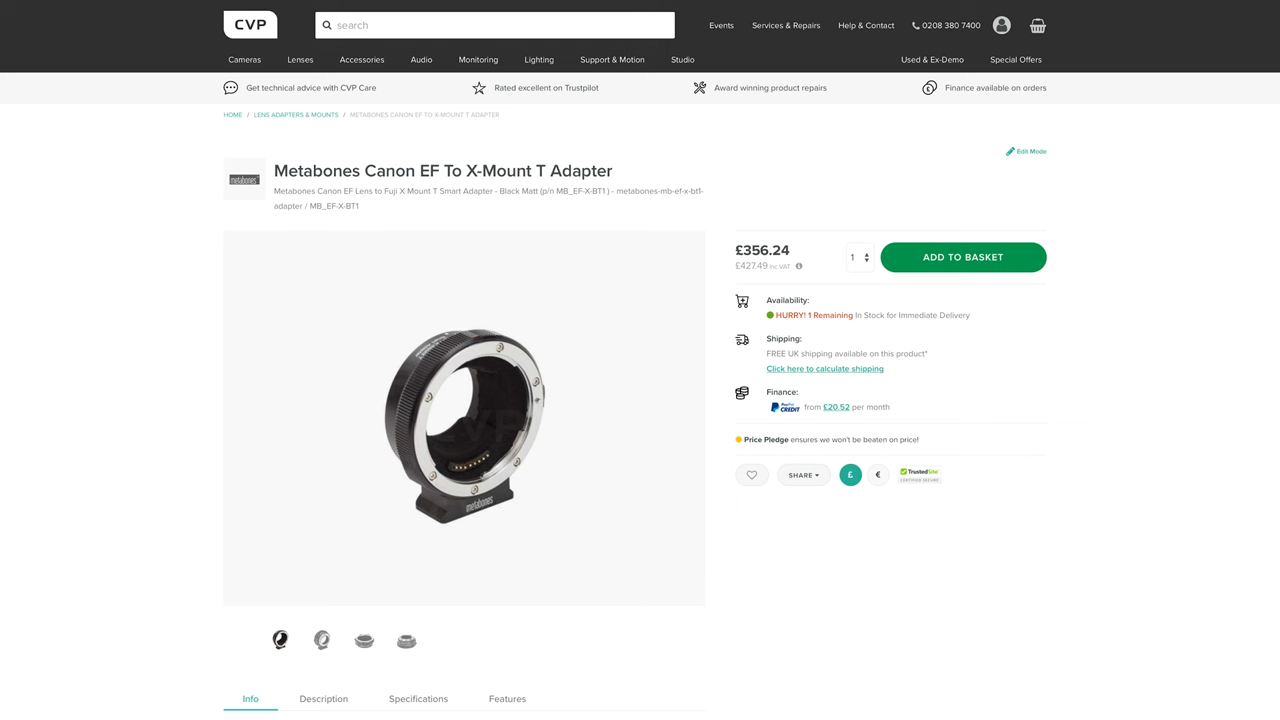 CVP
search
Events
Services & Repairs
Help & Contact
0208 380 7400
Cameras
Lenses
Accessories
Audio
Monitoring
Lighting
Support & Motion
Studio
Used & Ex-Demo
Special Offers
Get technical advice with CVP Care
Rated excellent on Trustpilot
Award winning product repairs
Finance available on orders
HOME / LENS ADAPTERS & MOUNTS / METABONES CANON EF TO X-MOUNT T ADAPTER
Edit Mode
metabones
Metabones Canon EF To X-Mount T Adapter
Metabones Canon EF Lens to Fuji X Mount T Smart Adapter - Black Matt (p/n MB_EF-X-BT1 ) - metabones-mb-ef-x-bt1-
adapter / MB_EF-X-BT1
£356.24
£427.49 inc VAT
1
ADD TO BASKET
Availability:
HURRY! 1 Remaining In Stock for Immediate Delivery
Shipping:
FREE UK shipping available on this product*
Click here to calculate shipping
Finance:
PayPal CREDIT from £20.52 per month
Price Pledge ensures we won't be beaten on price!
SHARE
£
€
TrustedSite
CERTIFIED SECURE
CVP
metabones
Info
Description
Specifications
Features